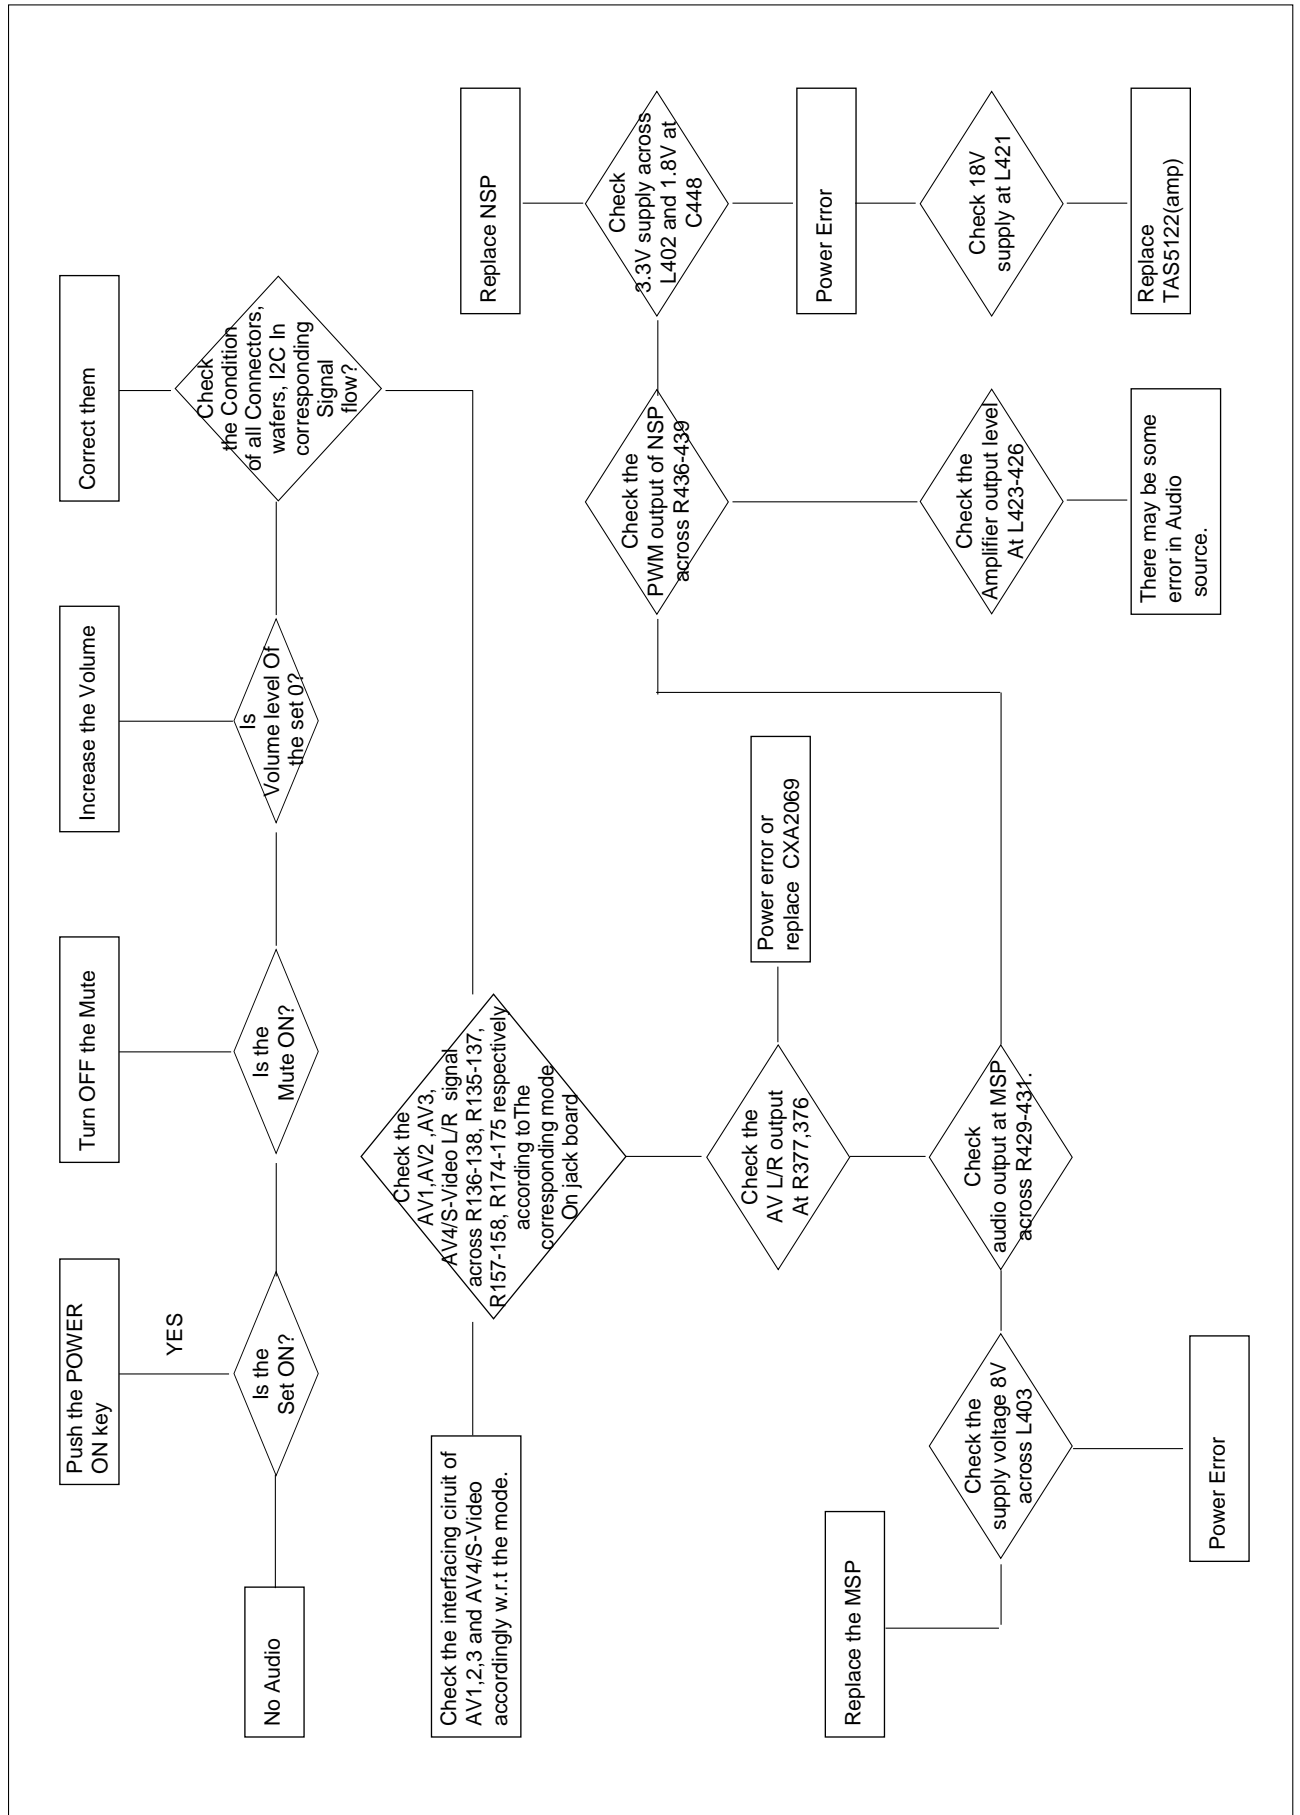 No Audio
Push the POWER
ON key
YES
Is the
Set ON?
Turn OFF the Mute
Is the
Mute ON?
Increase the Volume
Is
Volume level Of
the set 0?
Correct them
Check
the Condition
of all Connectors,
wafers, I2C In
corresponding
Signal
flow?
Check the interfacing ciruit of
AV1,2,3 and AV4/S-Video
accordingly w.r.t the mode.
Check the
AV1,AV2 ,AV3,
AV4/S-Video L/R signal
across R136-138, R135-137,
R157-158, R174-175 respectively
according toThe
corresponding mode
On jack board
Check the
AV L/R output
At R377,376
Power error or
replace CXA2069
Replace the MSP
Check the
supply voltage 8V
across L403
Power Error
Check
audio output at MSP
across R429-431.
Check the
PWM output of NSP
across R436-439
Replace NSP
Check
3.3V supply across
L402 and 1.8V at
C448
Power Error
Check the
Amplifier output level
At L423-426
Check 18V
supply at L421
There may be some
error in Audio
source.
Replace
TAS5122(amp)